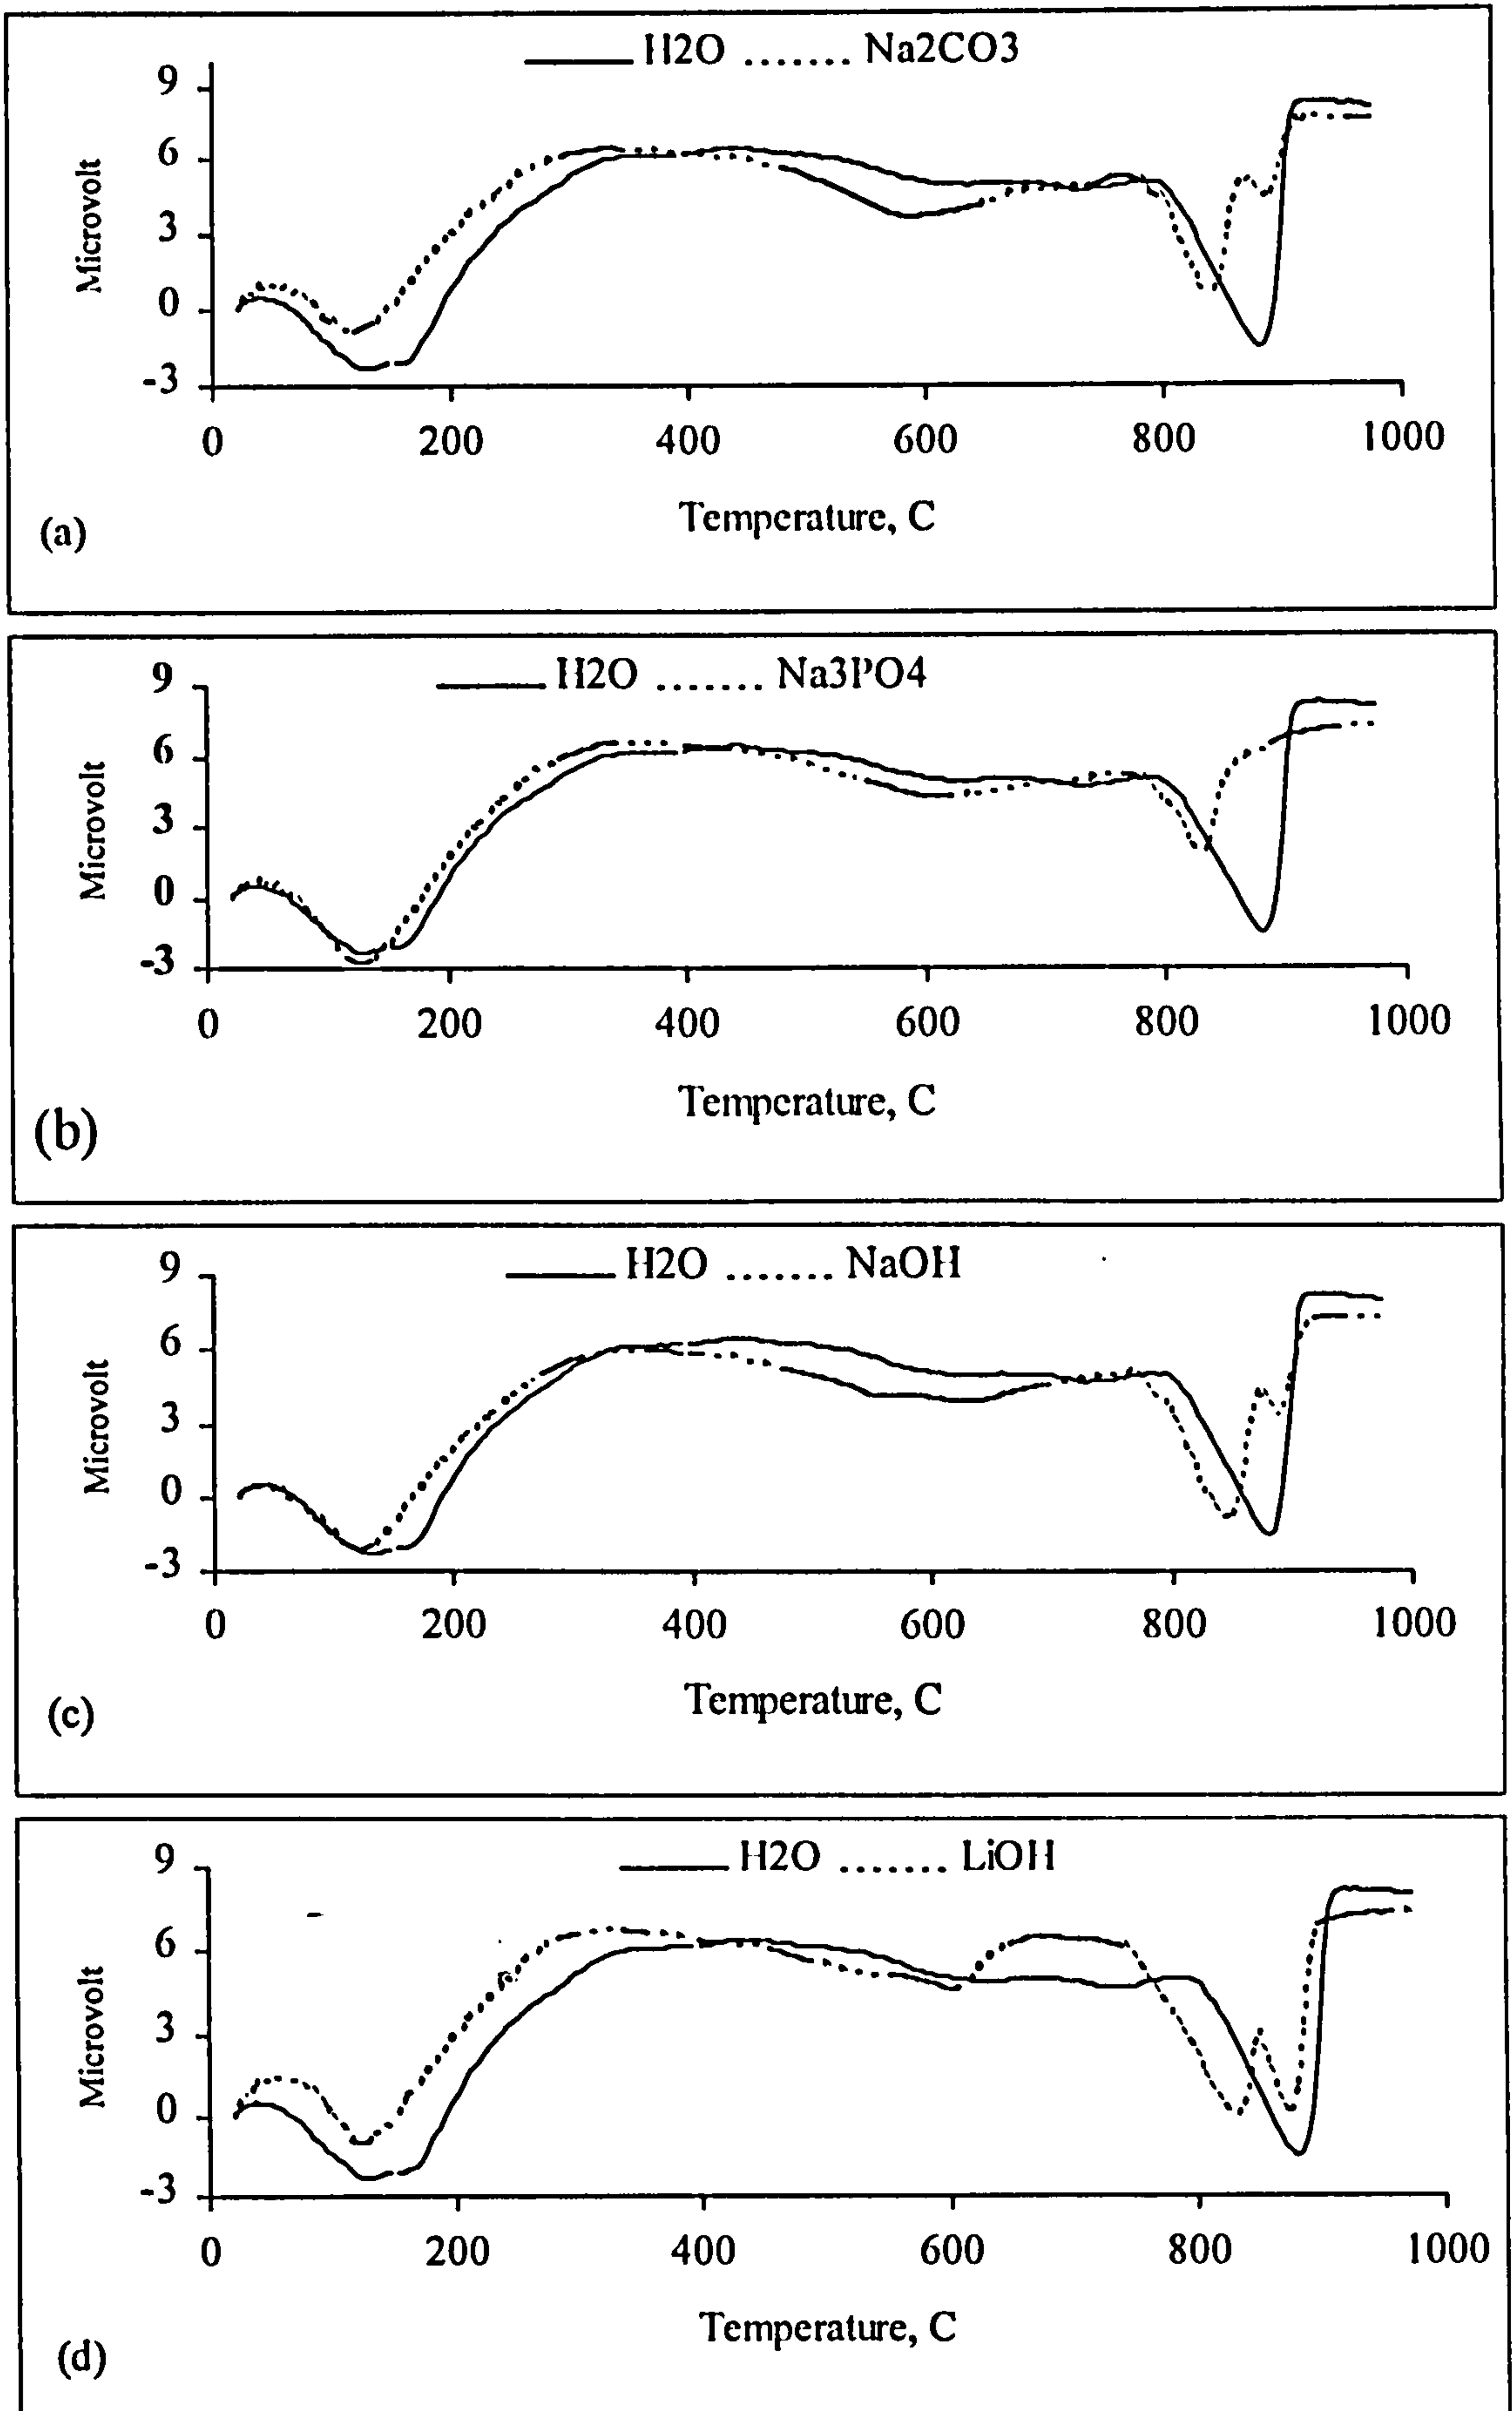 H2O Na2CO3
9
6
3
0
-3
Microvolt
0 200 400 600 800 1000
Temperature, C
(a)
H2O Na3PO4
9
6
3
0
-3
Microvolt
0 200 400 600 800 1000
Temperature, C
(b)
H2O NaOH
9
6
3
0
-3
Microvolt
0 200 400 600 800 1000
Temperature, C
(c)
H2O LiOH
9
6
3
0
-3
Microvolt
0 200 400 600 800 1000
Temperature, C
(d)